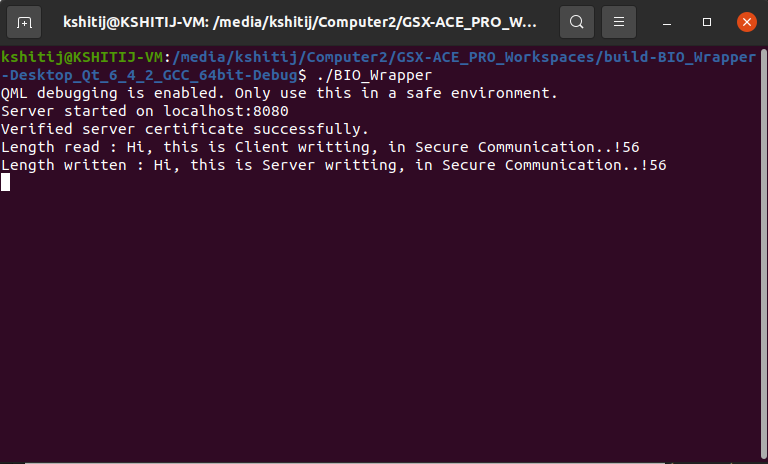 kshitij@KSHITIJ-VM: /media/kshitij/Computer2/GSX-ACE_PRO_W...
kshitij@KSHITIJ-VM:/media/kshitij/Computer2/GSX-ACE_PRO_Workspaces/build-BIO_Wrapper
-Desktop_Qt_6_4_2_GCC_64bit-Debug$ ./BIO_Wrapper
QML debugging is enabled. Only use this in a safe environment.
Server started on localhost:8080
Verified server certificate successfully.
Length read : Hi, this is Client writting, in Secure Communication..!56
Length written : Hi, this is Server writting, in Secure Communication..!56